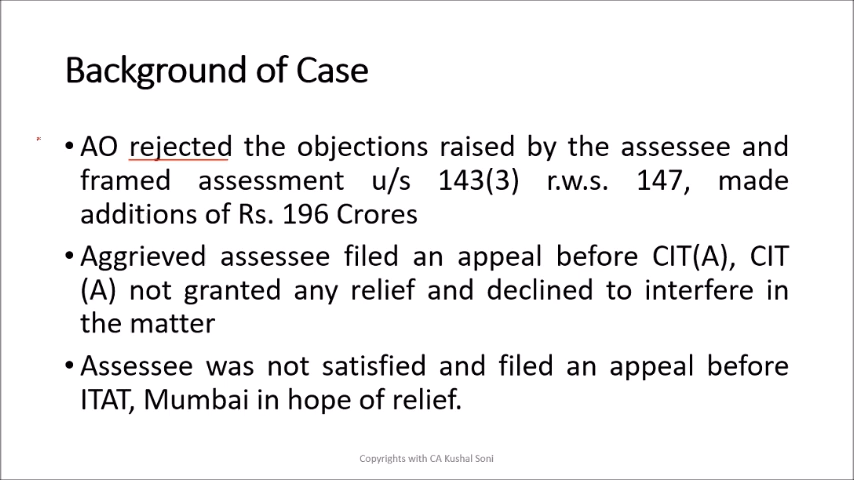 Background of Case
• AO rejected the objections raised by the assessee and
framed assessment u/s 143(3) r.w.s. 147, made
additions of Rs. 196 Crores
• Aggrieved assessee filed an appeal before CIT(A), CIT
(A) not granted any relief and declined to interfere in
the matter
• Assessee was not satisfied and filed an appeal before
ITAT, Mumbai in hope of relief.
Copyrights with CA Kushal Soni